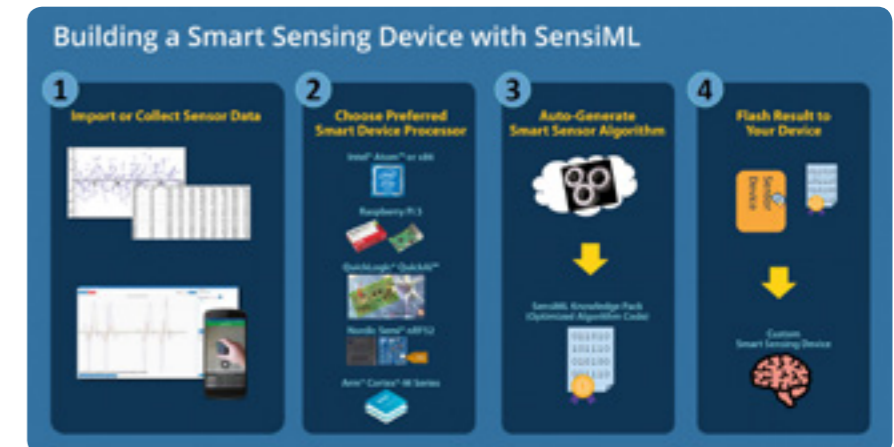 Building a Smart Sensing Device with SensiML
1
Import or Collect Sensor Data
2
Choose Preferred
Smart Device Processor
Intel® Atom™ or x86
Raspberry Pi 3
QuickLogic® QuickAI™
Nordic Semi® nRF52
Arm® Cortex®-M Series
3
Auto-Generate
Smart Sensor Algorithm
SensiML Knowledge Pack
(Optimized Algorithm Code)
4
Flash Result to
Your Device
Sensor
Device
Custom
Smart Sensing Device